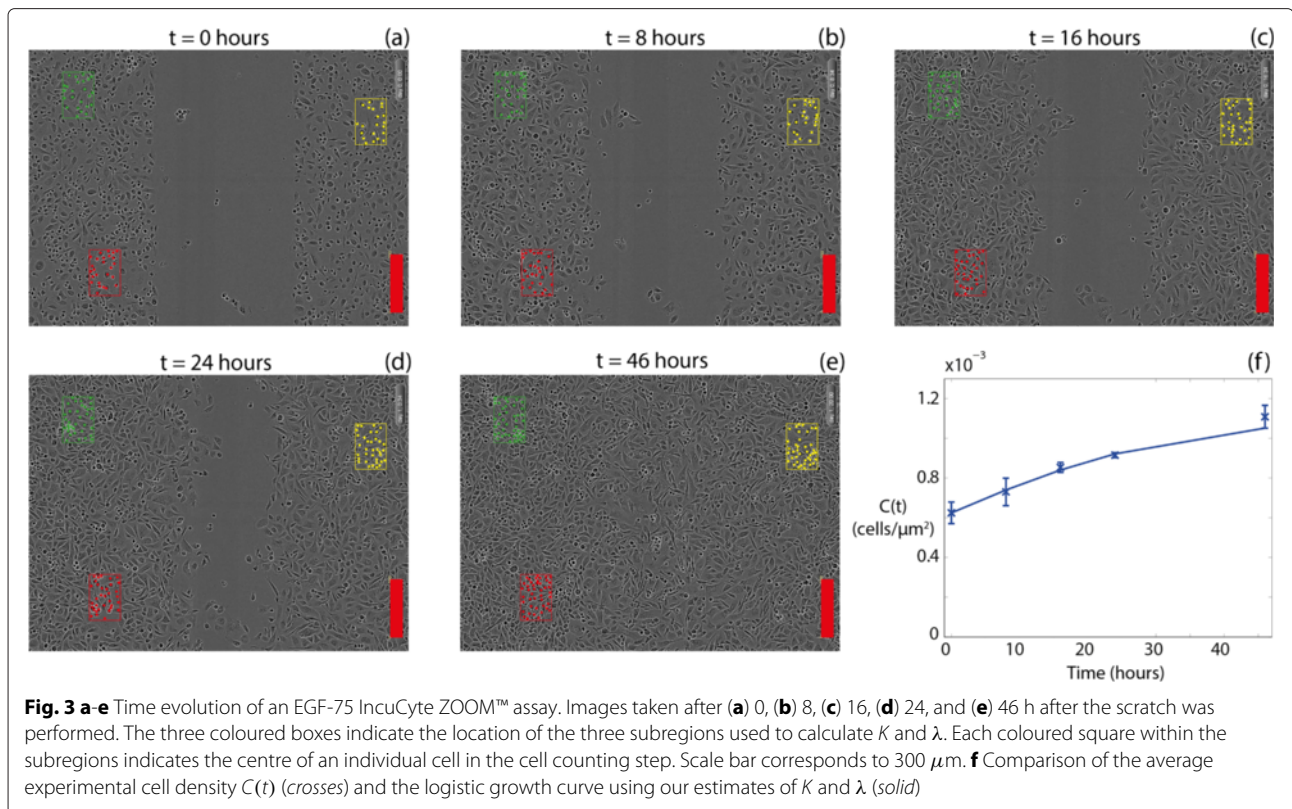 t = 0 hours (a)
t = 8 hours (b)
t = 16 hours (c)
t = 24 hours (d)
t = 46 hours (e)
(f)
x10⁻³
1.2
0.8
C(t)
(cells/μm²)
0.4
0
0 10 20 30 40
Time (hours)
Fig. 3 a-e Time evolution of an EGF-75 IncuCyte ZOOM™ assay. Images taken after (a) 0, (b) 8, (c) 16, (d) 24, and (e) 46 h after the scratch was
performed. The three coloured boxes indicate the location of the three subregions used to calculate K and λ. Each coloured square within the
subregions indicates the centre of an individual cell in the cell counting step. Scale bar corresponds to 300 μm. f Comparison of the average
experimental cell density C(t) (crosses) and the logistic growth curve using our estimates of K and λ (solid)